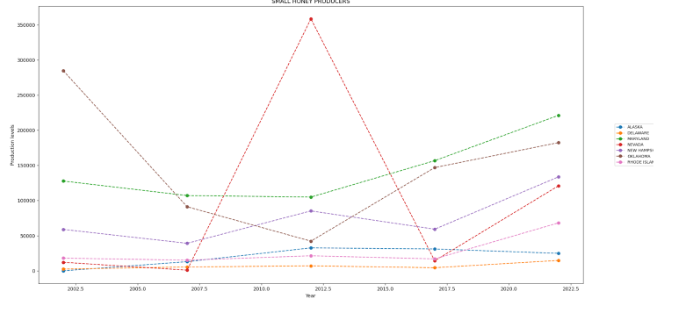 SMALL HONEY PRODUCERS
350000
300000
250000
200000
150000
100000
50000
0
Production levels
2002.5 2005.0 2007.5 2010.0 2012.5 2015.0 2017.5 2020.0 2022.5
Year
ALASKA
DELAWARE
MARYLAND
NEVADA
NEW HAMPSH
OKLAHOMA
RHODE ISLAN